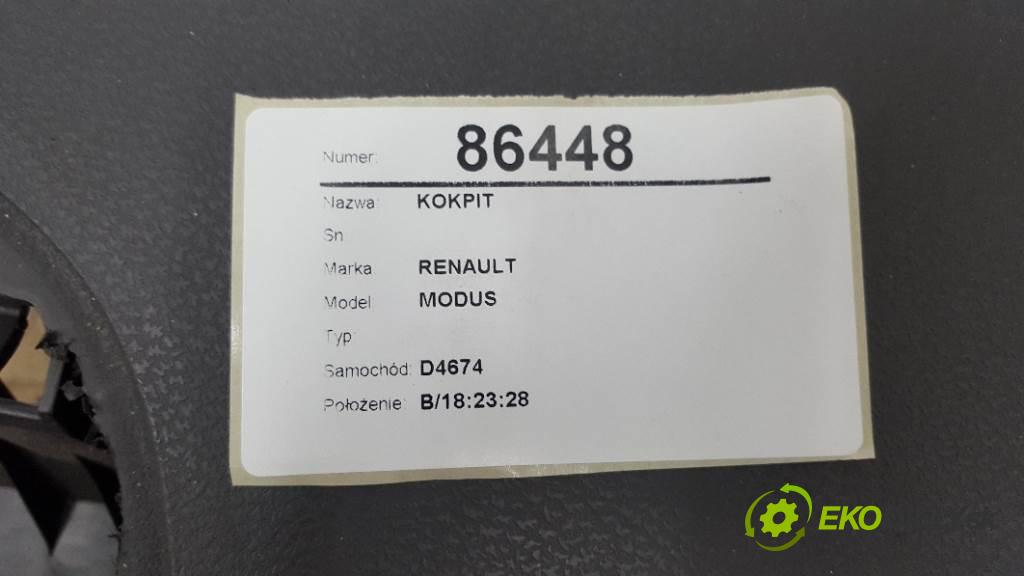 Numer: 86448
Nazwa: KOKPIT
Sn
Marka RENAULT
Model: MODUS
Typ:
Samochód: D4674
Położenie: B/18:23:28
EKO